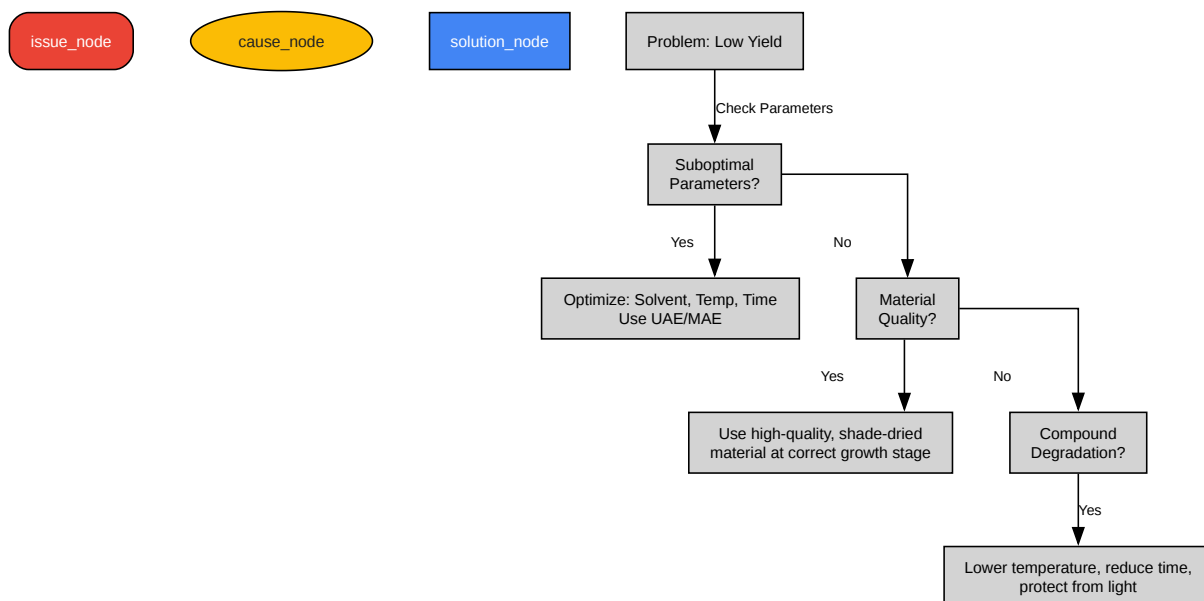 issue_node
cause_node
solution_node
Problem: Low Yield
Check Parameters
Suboptimal
Parameters?
Yes
No
Optimize: Solvent, Temp, Time
Use UAE/MAE
Material
Quality?
Yes
No
Use high-quality, shade-dried
material at correct growth stage
Compound
Degradation?
Yes
Lower temperature, reduce time,
protect from light